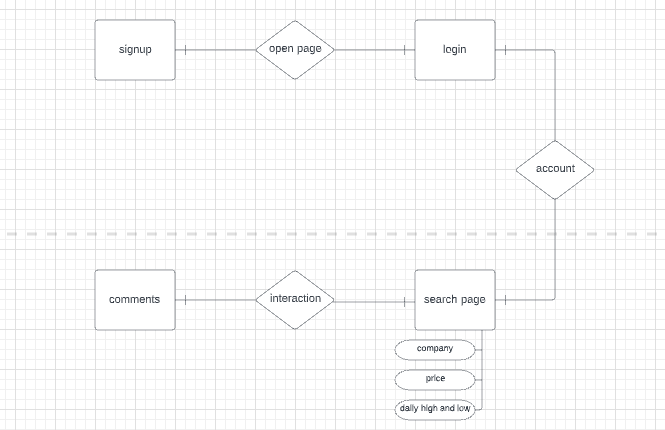 signup
open page
login
account
comments
interaction
search page
company
price
daily high and low